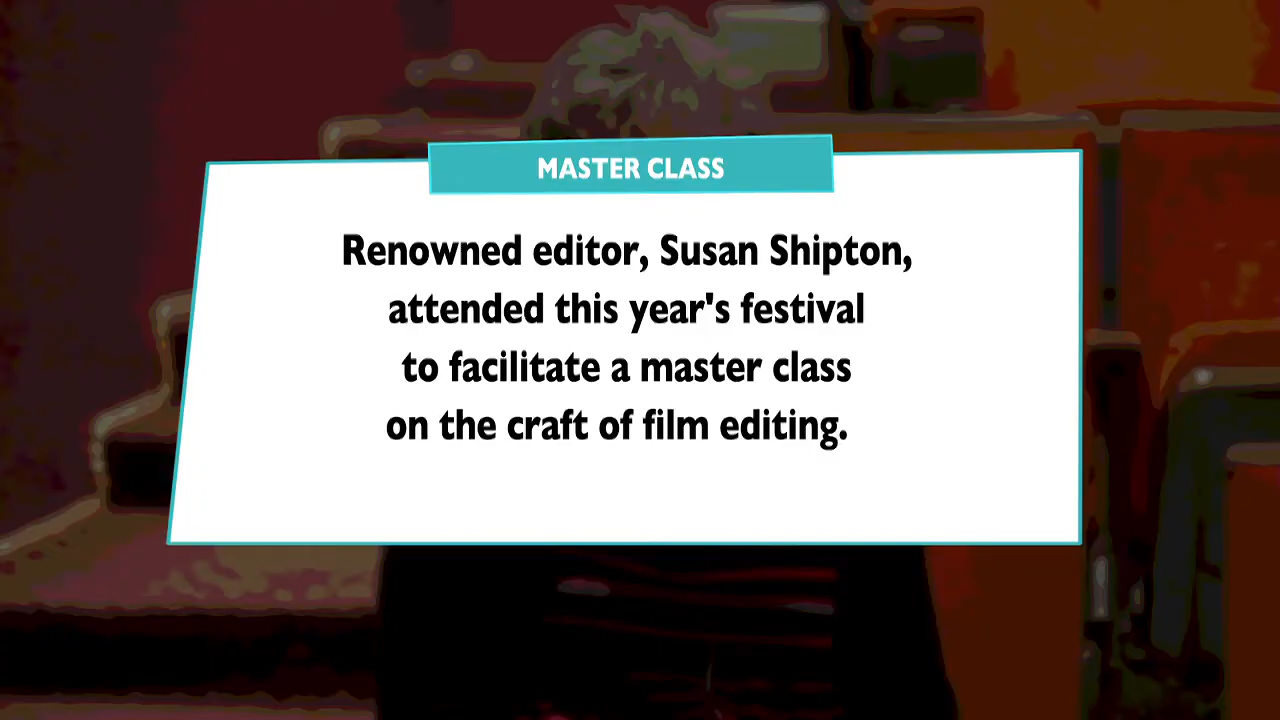 MASTER CLASS
Renowned editor, Susan Shipton,
attended this year's festival
to facilitate a master class
on the craft of film editing.